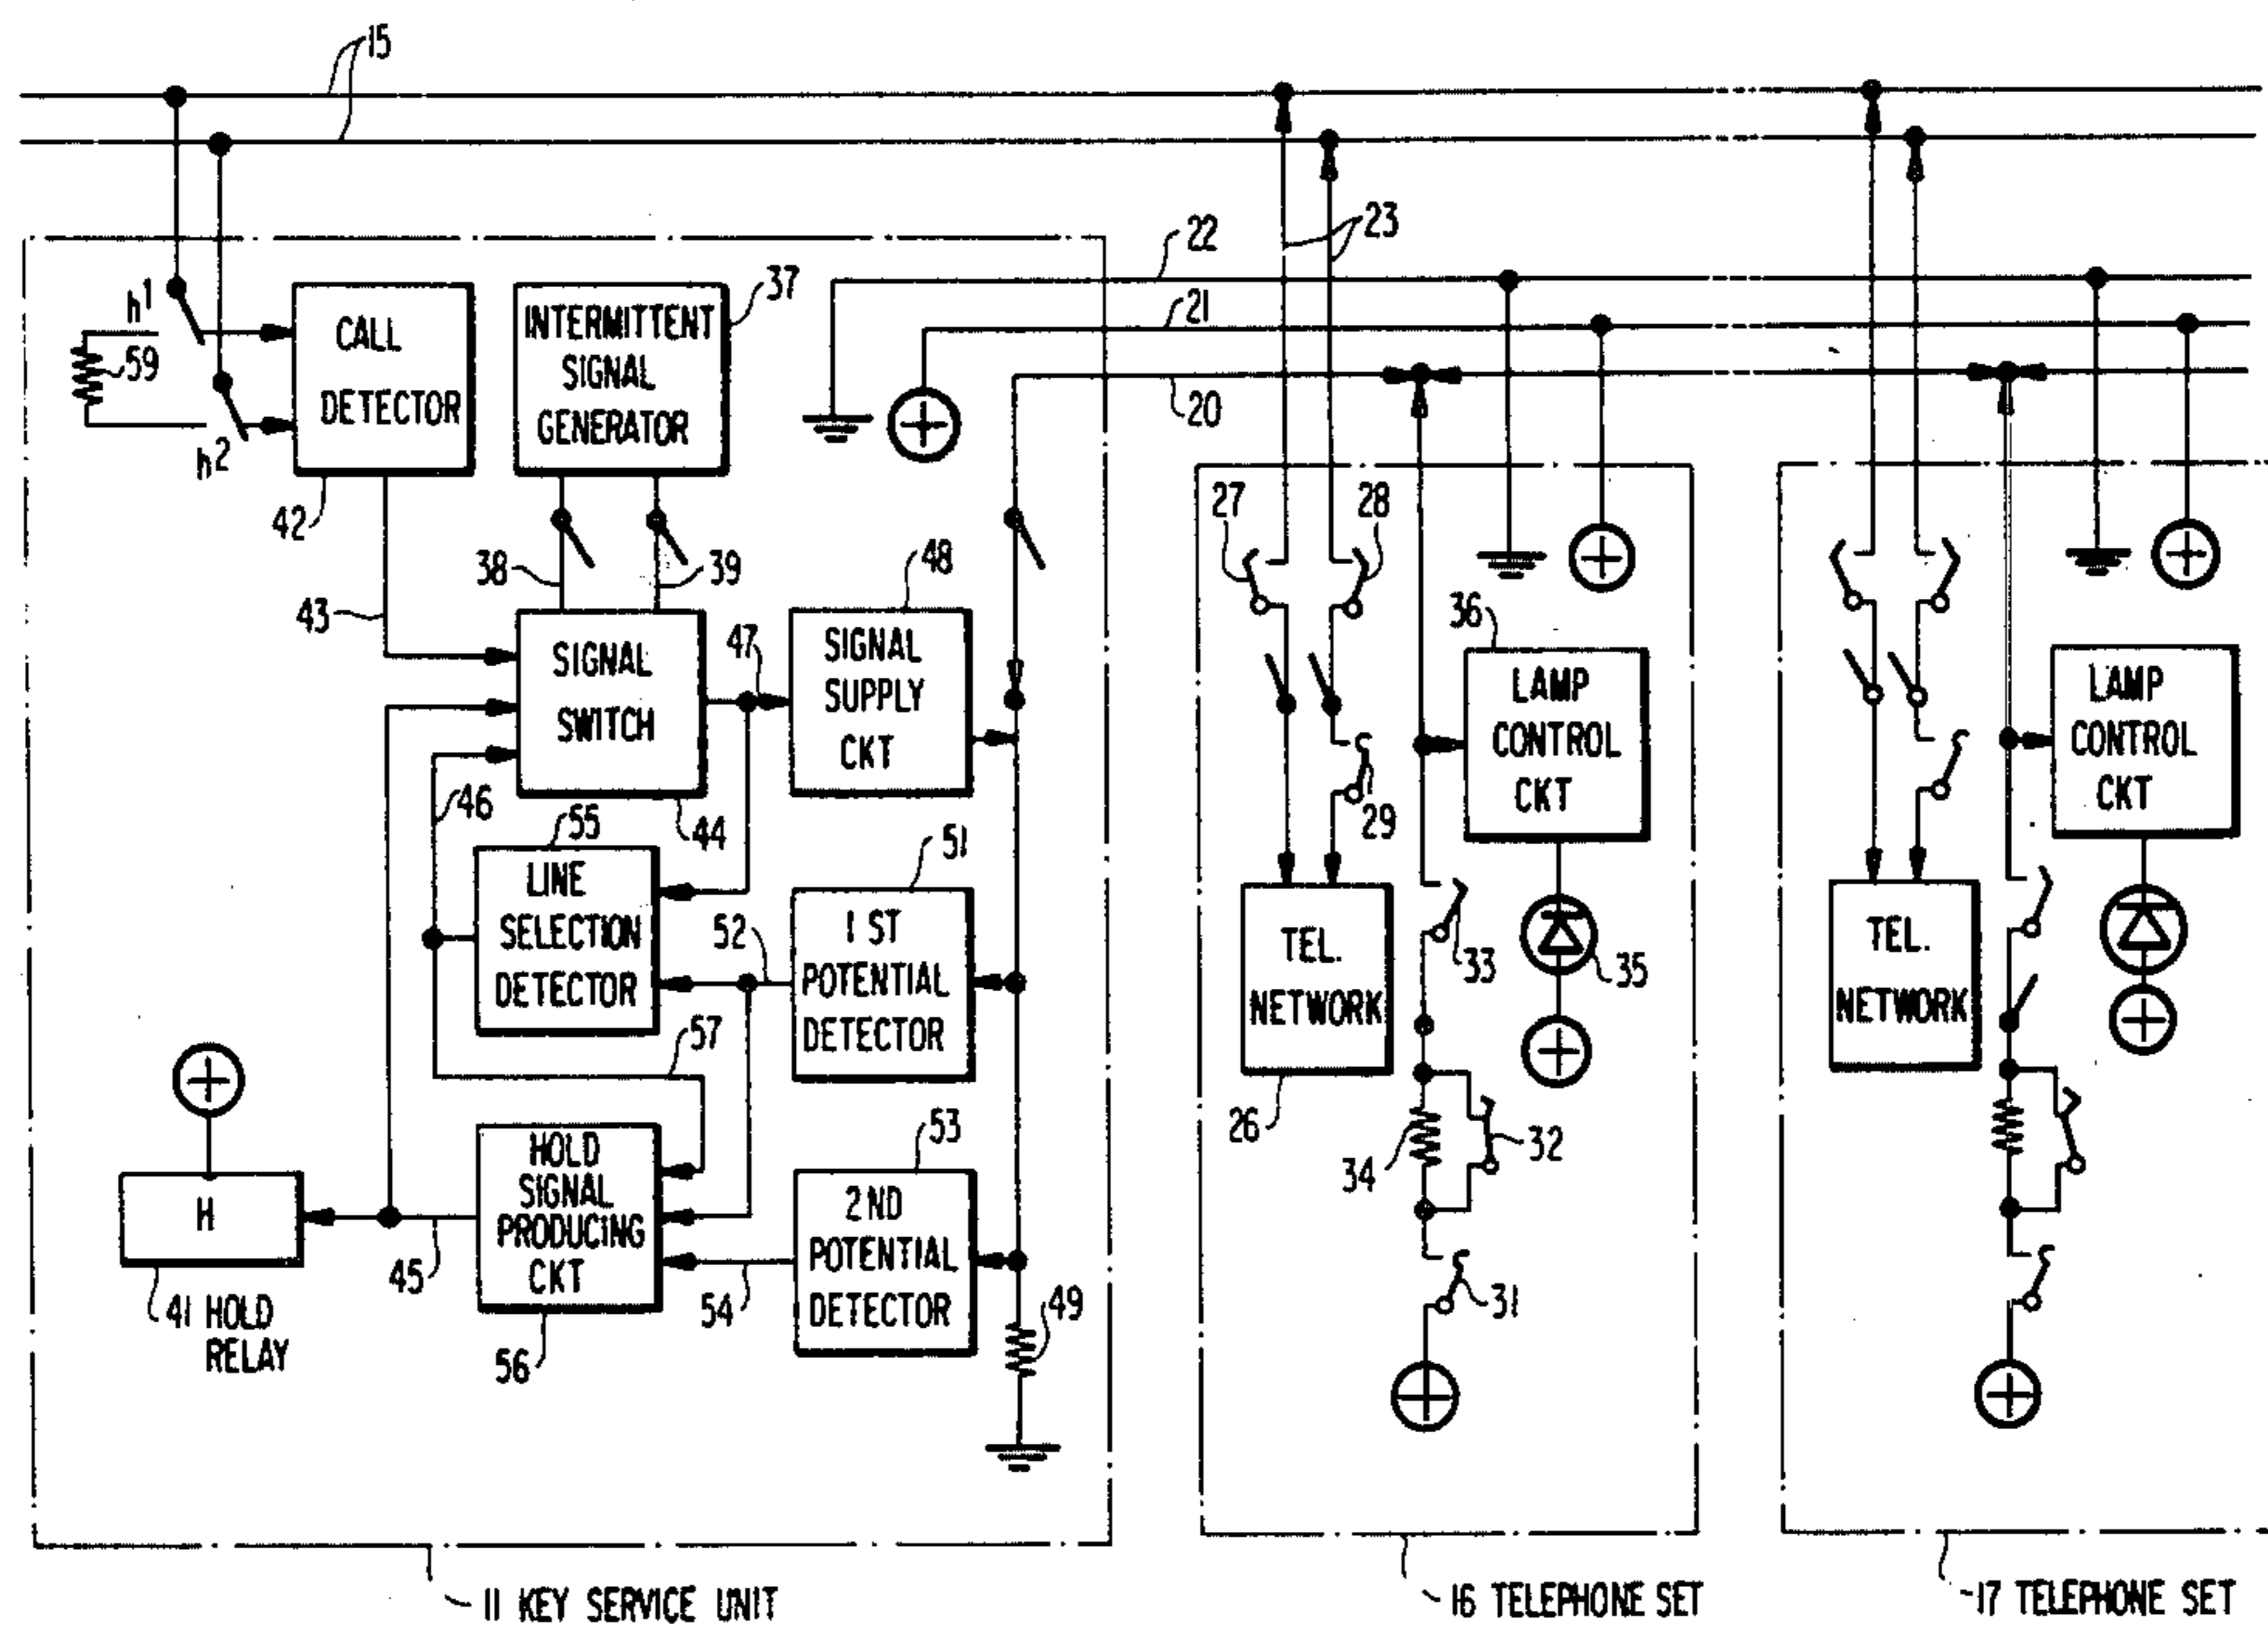 15
22
23
21
20
h1
59
h2
CALL
DETECTOR
42
INTERMITTENT
SIGNAL
GENERATOR
37
38
39
43
SIGNAL
SWITCH
44
46
47
48
SIGNAL
SUPPLY
CKT
55
LINE
SELECTION
DETECTOR
51
52
1 ST
POTENTIAL
DETECTOR
57
53
54
2 ND
POTENTIAL
DETECTOR
49
HOLD
SIGNAL
PRODUCING
CKT
56
45
H
41 HOLD
RELAY
11 KEY SERVICE UNIT
27
28
29
36
LAMP
CONTROL
CKT
TEL.
NETWORK
26
33
35
34
32
31
16 TELEPHONE SET
LAMP
CONTROL
CKT
TEL.
NETWORK
17 TELEPHONE SET